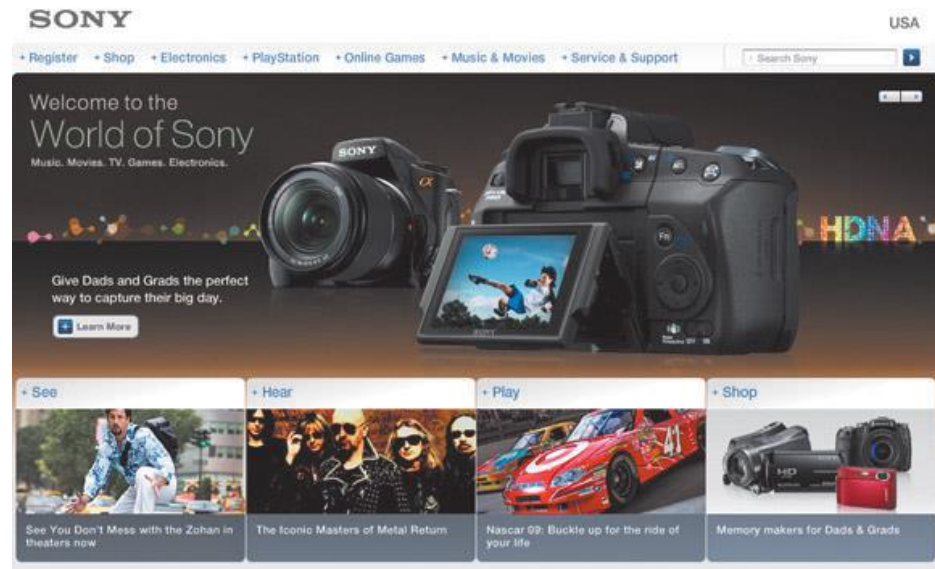 SONY
USA
+ Register + Shop + Electronics + PlayStation + Online Games + Music & Movies + Service & Support
Search Sony
Welcome to the
World of Sony
Music. Movies. TV. Games. Electronics.
SONY
α
HDNA
Fn
Give Dads and Grads the perfect
way to capture their big day.
Learn More
SONY
+ See
+ Hear
+ Play
+ Shop
41
HD
See You Don't Mess with the Zohan in
theaters now
The Iconic Masters of Metal Return
Nascar 09: Buckle up for the ride of
your life
Memory makers for Dads & Grads